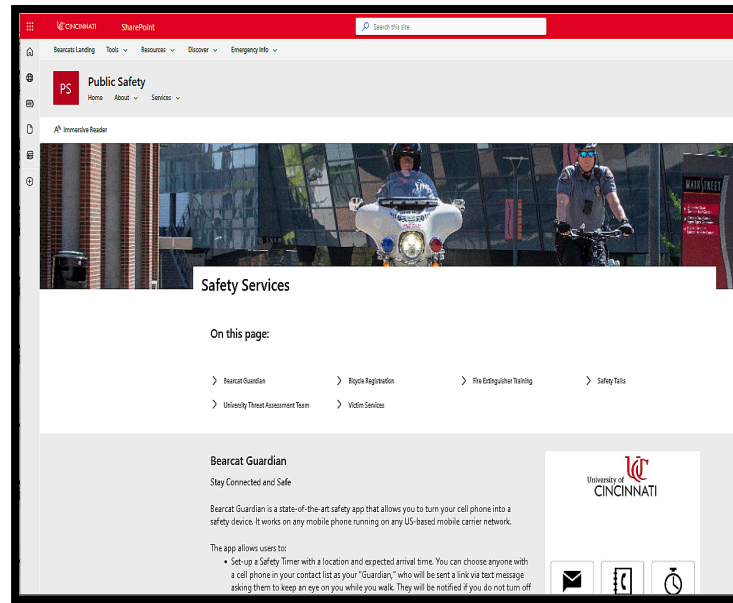 CINCINNATI SharePoint Search this site
Bearcats Landing Tools Resources Discover Emergency Info
PS Public Safety
Home About Services
Immersive Reader
MAIN STREET
Safety Services
On this page:
Bearcat Guardian Bicycle Registration Fire Extinguisher Training Safety Talks
University Threat Assessment Team Victim Services
Bearcat Guardian
Stay Connected and Safe
University of
CINCINNATI
Bearcat Guardian is a state-of-the-art safety app that allows you to turn your cell phone into a
safety device. It works on any mobile phone running on any US-based mobile carrier network.
The app allows users to:
• Set-up a Safety Timer with a location and expected arrival time. You can choose anyone with
a cell phone in your contact list as your "Guardian," who will be sent a link via text message
asking them to keep an eye on you while you walk. They will be notified if you do not turn off